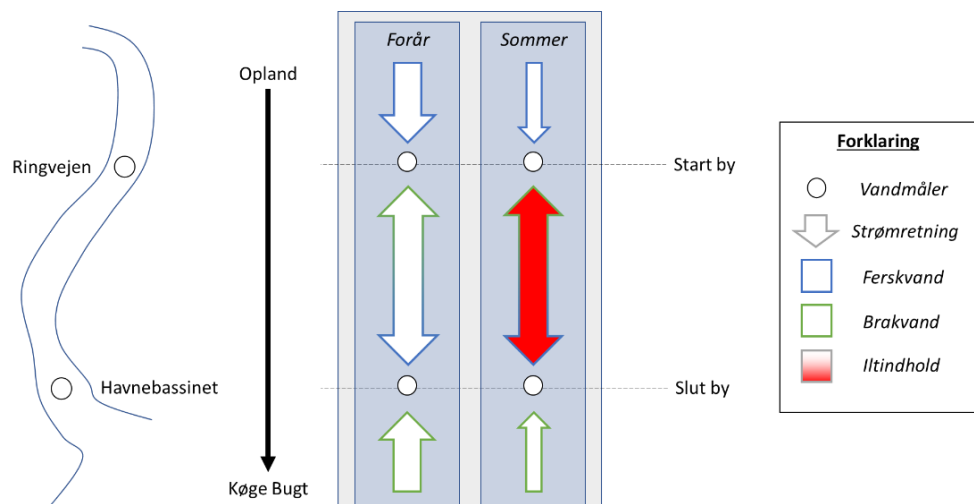 Opland
Ringvejen
Havnebassinet
Køge Bugt
Forår
Sommer
Start by
Slut by
Forklaring
Vandmåler
Strømretning
Ferskvand
Brakvand
Iltindhold